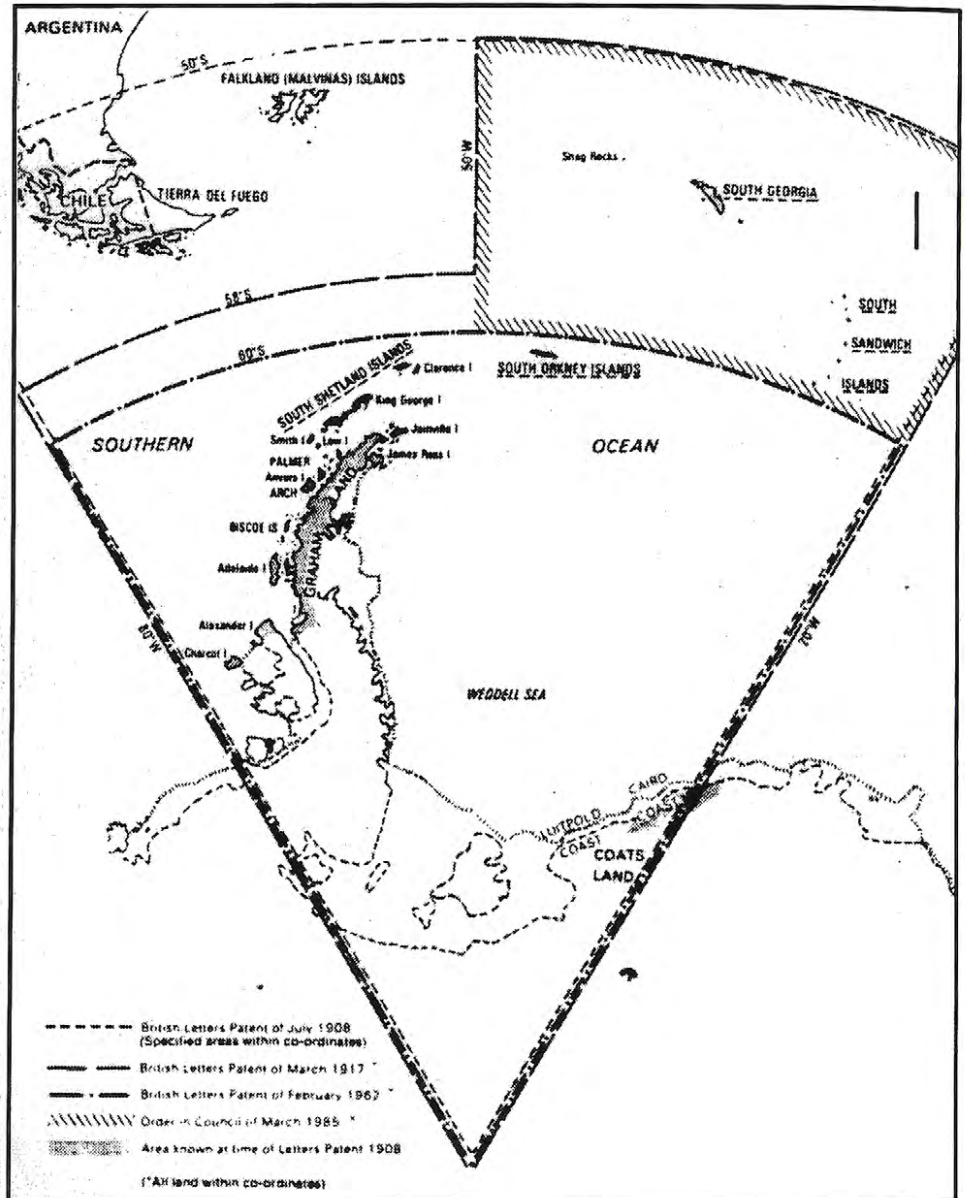 ARGENTINA
50°S
FALKLAND (MALVINAS) ISLANDS
50°W
Shag Rocks
CHILE
TIERRA DEL FUEGO
SOUTH GEORGIA
58°S
SOUTH
SANDWICH
ISLANDS
60°S
SOUTH SHETLAND ISLANDS
Clarence I
SOUTH ORKNEY ISLANDS
King George I
SOUTHERN
Smith I
Low I
Joinville I
OCEAN
PALMER
James Ross I
Anvers I
ARCH
GRAHAM LAND
BISCOE IS
Adelaide I
80°W
Alexander I
20°W
Charcot I
WEDDELL SEA
LUITPOLD COAST
CAIRD COAST
COATS
LAND
British Letters Patent of July 1908
(Specified areas within co-ordinates)
British Letters Patent of March 1917 *
British Letters Patent of February 1962 *
Order in Council of March 1985 *
Area known at time of Letters Patent 1908
(*All land within co-ordinates)